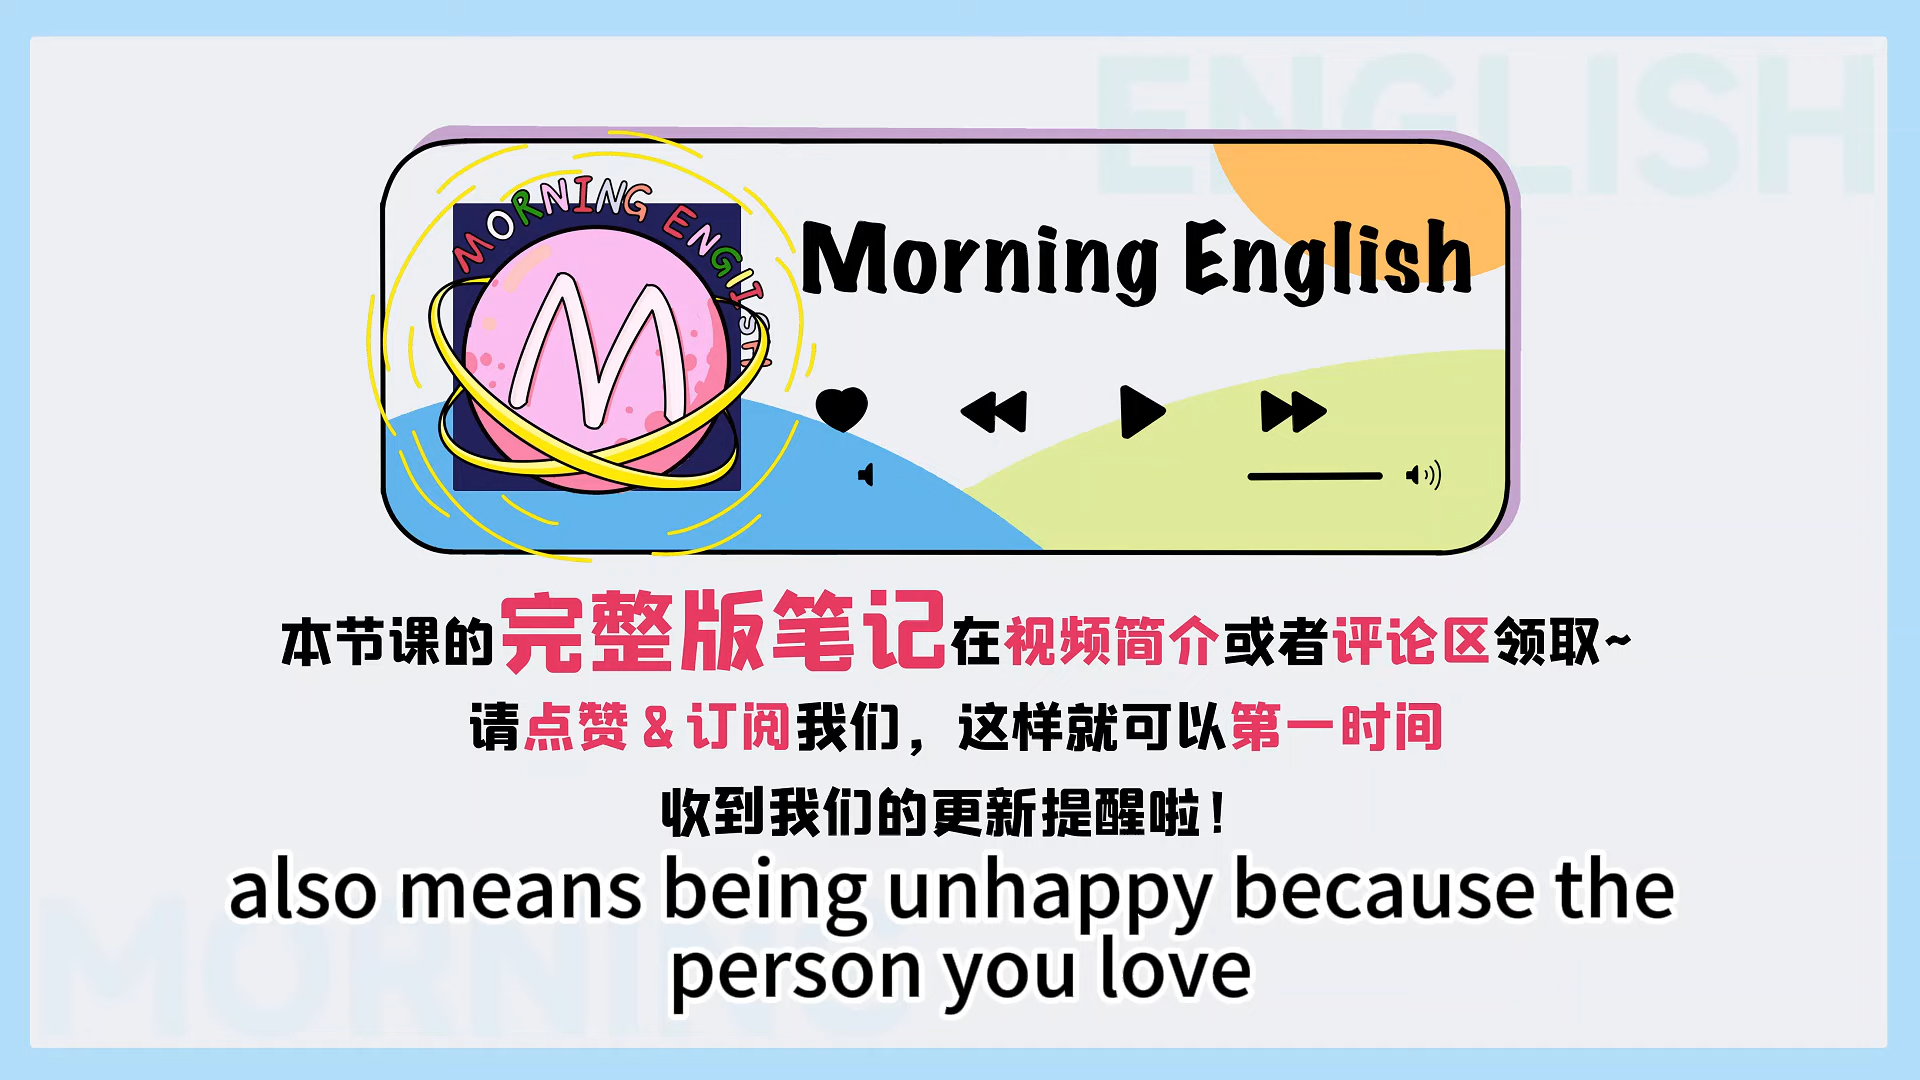 ENGLISH
MORNING ENGLISH
M
Morning English
本节课的完整版笔记在视频简介或者评论区领取~
请点赞&订阅我们，这样就可以第一时间
收到我们的更新提醒啦！
also means being unhappy because the
person you love
MORNING